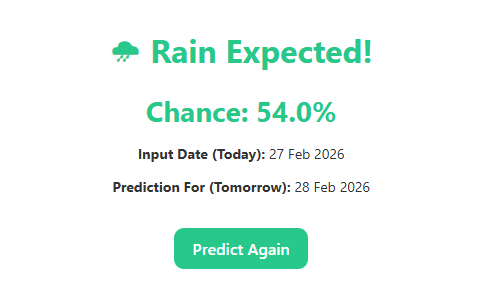 Rain Expected!
Chance: 54.0%
Input Date (Today): 27 Feb 2026
Prediction For (Tomorrow): 28 Feb 2026
Predict Again